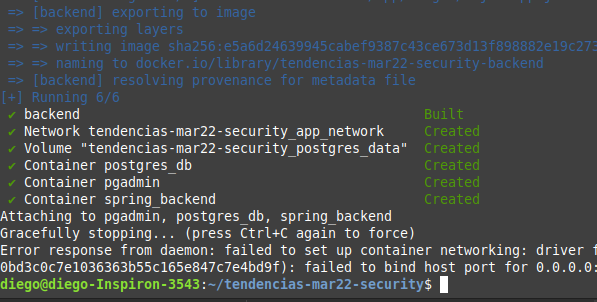 => [backend] exporting to image
=> => exporting layers
=> => writing image sha256:e5a6d24639945cabef9387c43ce673d13f898882e19c273
=> => naming to docker.io/library/tendencias-mar22-security-backend
=> [backend] resolving provenance for metadata file
[+] Running 6/6
✔ backend Built
✔ Network tendencias-mar22-security_app_network Created
✔ Volume "tendencias-mar22-security_postgres_data" Created
✔ Container postgres_db Created
✔ Container pgadmin Created
✔ Container spring_backend Created
Attaching to pgadmin, postgres_db, spring_backend
Gracefully stopping... (press Ctrl+C again to force)
Error response from daemon: failed to set up container networking: driver f
0bd3c0c7e1036363b55c165e847c7e4bd9f): failed to bind host port for 0.0.0.0:
diego@diego-Inspiron-3543:~/tendencias-mar22-security$